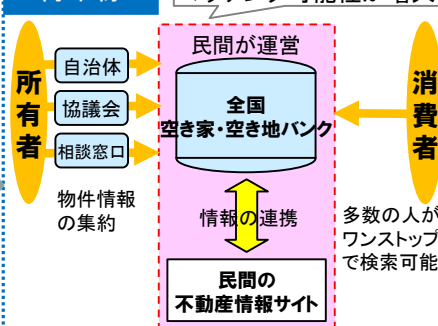 民間が運営
所有者
自治体
協議会
相談窓口
全国
空き家・空き地バンク
消費者
物件情報
の集約
情報の連携
多数の人が
ワンストップ
で検索可能
民間の
不動産情報サイト